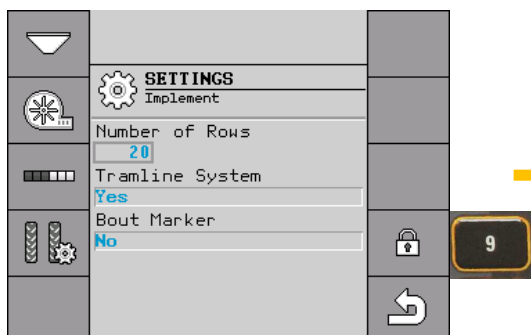 SETTINGS
Implement
Number of Rows
20
Tramline System
Yes
Bout Marker
No
9